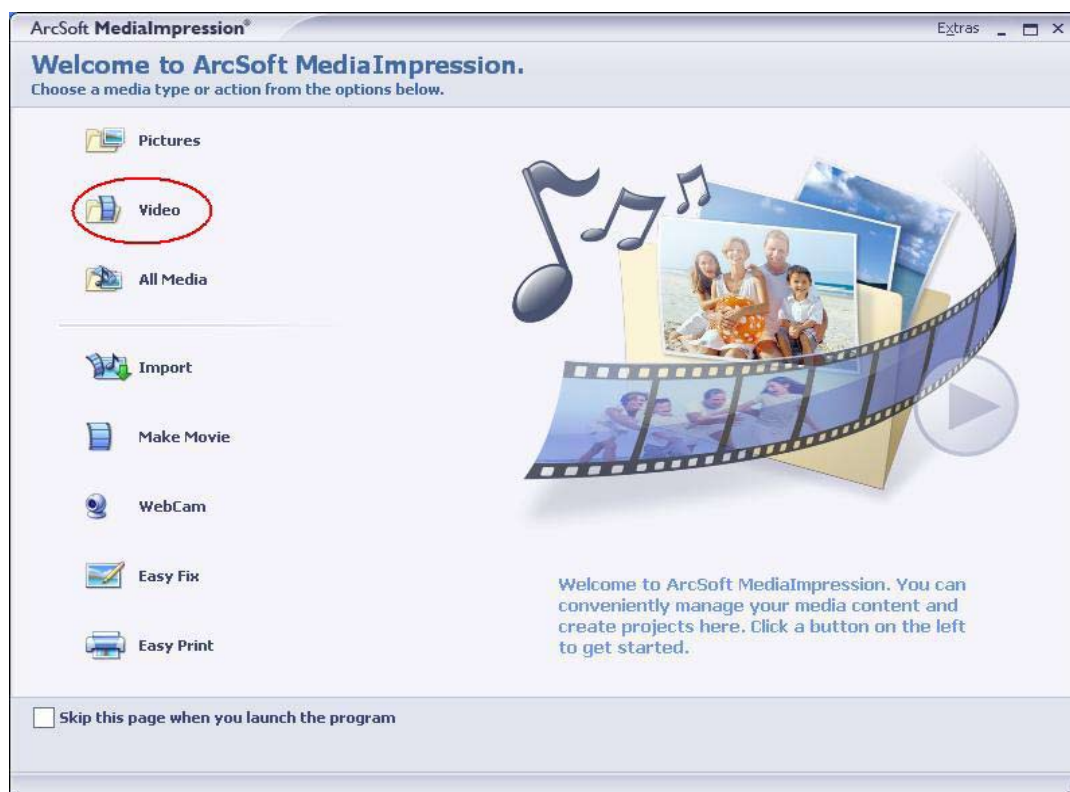 ArcSoft MediaImpression®
Extras
Welcome to ArcSoft MediaImpression.
Choose a media type or action from the options below.
Pictures
Video
All Media
Import
Make Movie
WebCam
Easy Fix
Easy Print
Welcome to ArcSoft MediaImpression. You can
conveniently manage your media content and
create projects here. Click a button on the left
to get started.
Skip this page when you launch the program